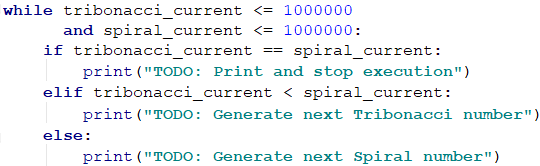 while tribonacci_current <= 1000000
and spiral_current <= 1000000:
if tribonacci_current == spiral_current:
print("TODO: Print and stop execution")
elif tribonacci_current < spiral_current:
print("TODO: Generate next Tribonacci number")
else:
print("TODO: Generate next Spiral number")